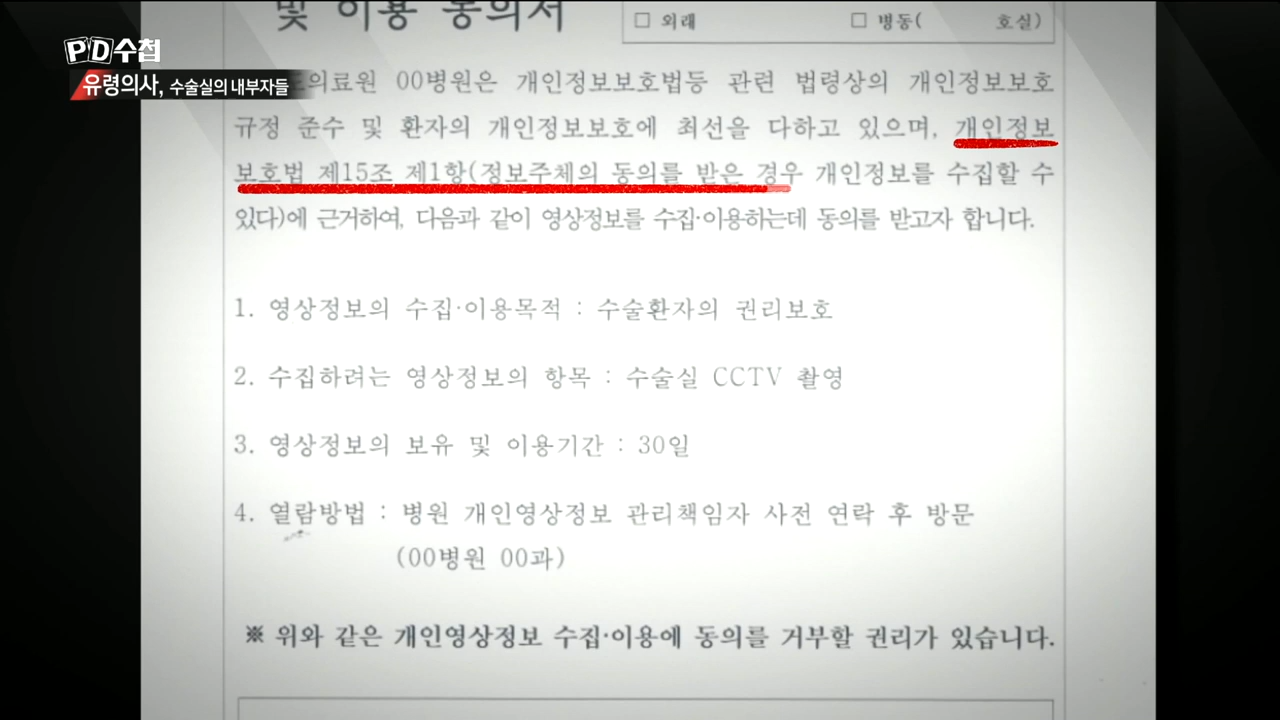 및 이용 동의서
□ 외래 □ 병동( 호실)
PD수첩
유령의사, 수술실의 내부자들
의료원 00병원은 개인정보보호법등 관련 법령상의 개인정보보호
규정 준수 및 환자의 개인정보보호에 최선을 다하고 있으며, 개인정보
보호법 제15조 제1항(정보주체의 동의를 받은 경우 개인정보를 수집할 수
있다)에 근거하여, 다음과 같이 영상정보를 수집·이용하는데 동의를 받고자 합니다.
1. 영상정보의 수집·이용목적 : 수술환자의 권리보호
2. 수집하려는 영상정보의 항목 : 수술실 CCTV 촬영
3. 영상정보의 보유 및 이용기간 : 30일
4. 열람방법 : 병원 개인영상정보 관리책임자 사전 연락 후 방문
(00병원 00과)
※ 위와 같은 개인영상정보 수집·이용에 동의를 거부할 권리가 있습니다.